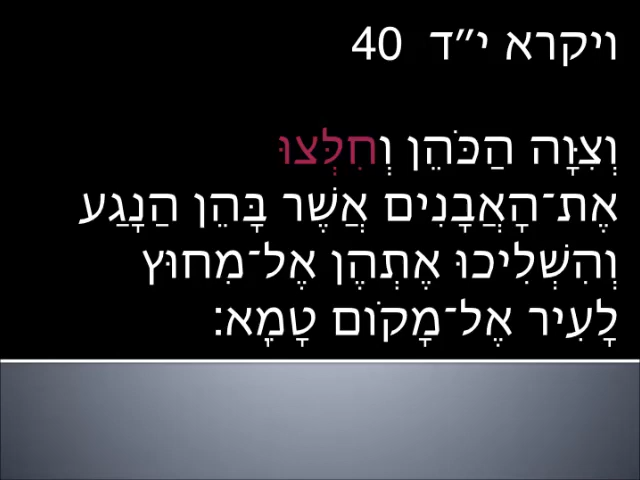 ויקרא י״ד 40
וְצִוָּה הַכֹּהֵן וְחִלְּצוּ
אֶת־הָאֲבָנִים אֲשֶׁר בָּהֵן הַנָּגַע
וְהִשְׁלִיכוּ אֶתְהֶן אֶל־מִחוּץ
לָעִיר אֶל־מָקוֹם טָמֵֽא׃